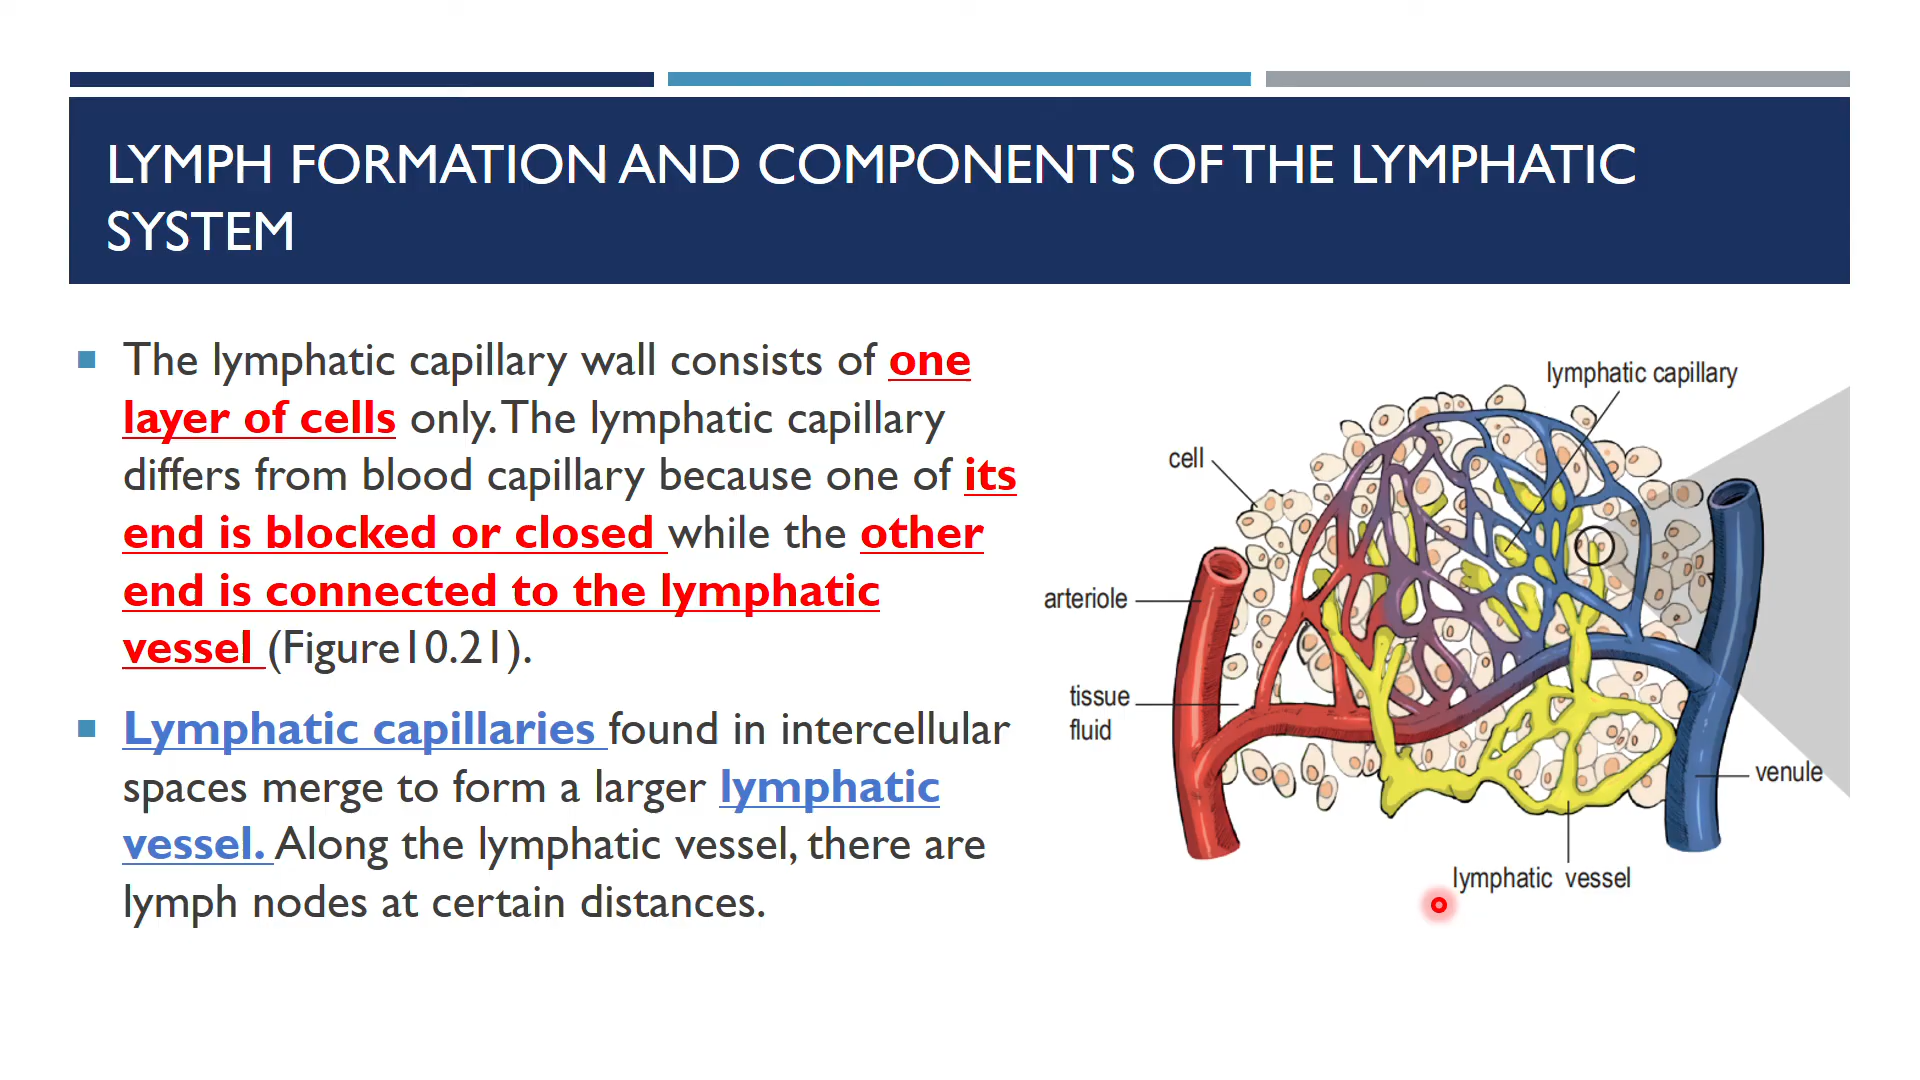 LYMPH FORMATION AND COMPONENTS OF THE LYMPHATIC
SYSTEM
The lymphatic capillary wall consists of one
layer of cells only. The lymphatic capillary
differs from blood capillary because one of its
end is blocked or closed while the other
end is connected to the lymphatic
vessel (Figure10.21).
Lymphatic capillaries found in intercellular
spaces merge to form a larger lymphatic
vessel. Along the lymphatic vessel, there are
lymph nodes at certain distances.
lymphatic capillary
cell
arteriole
tissue
fluid
venule
lymphatic vessel